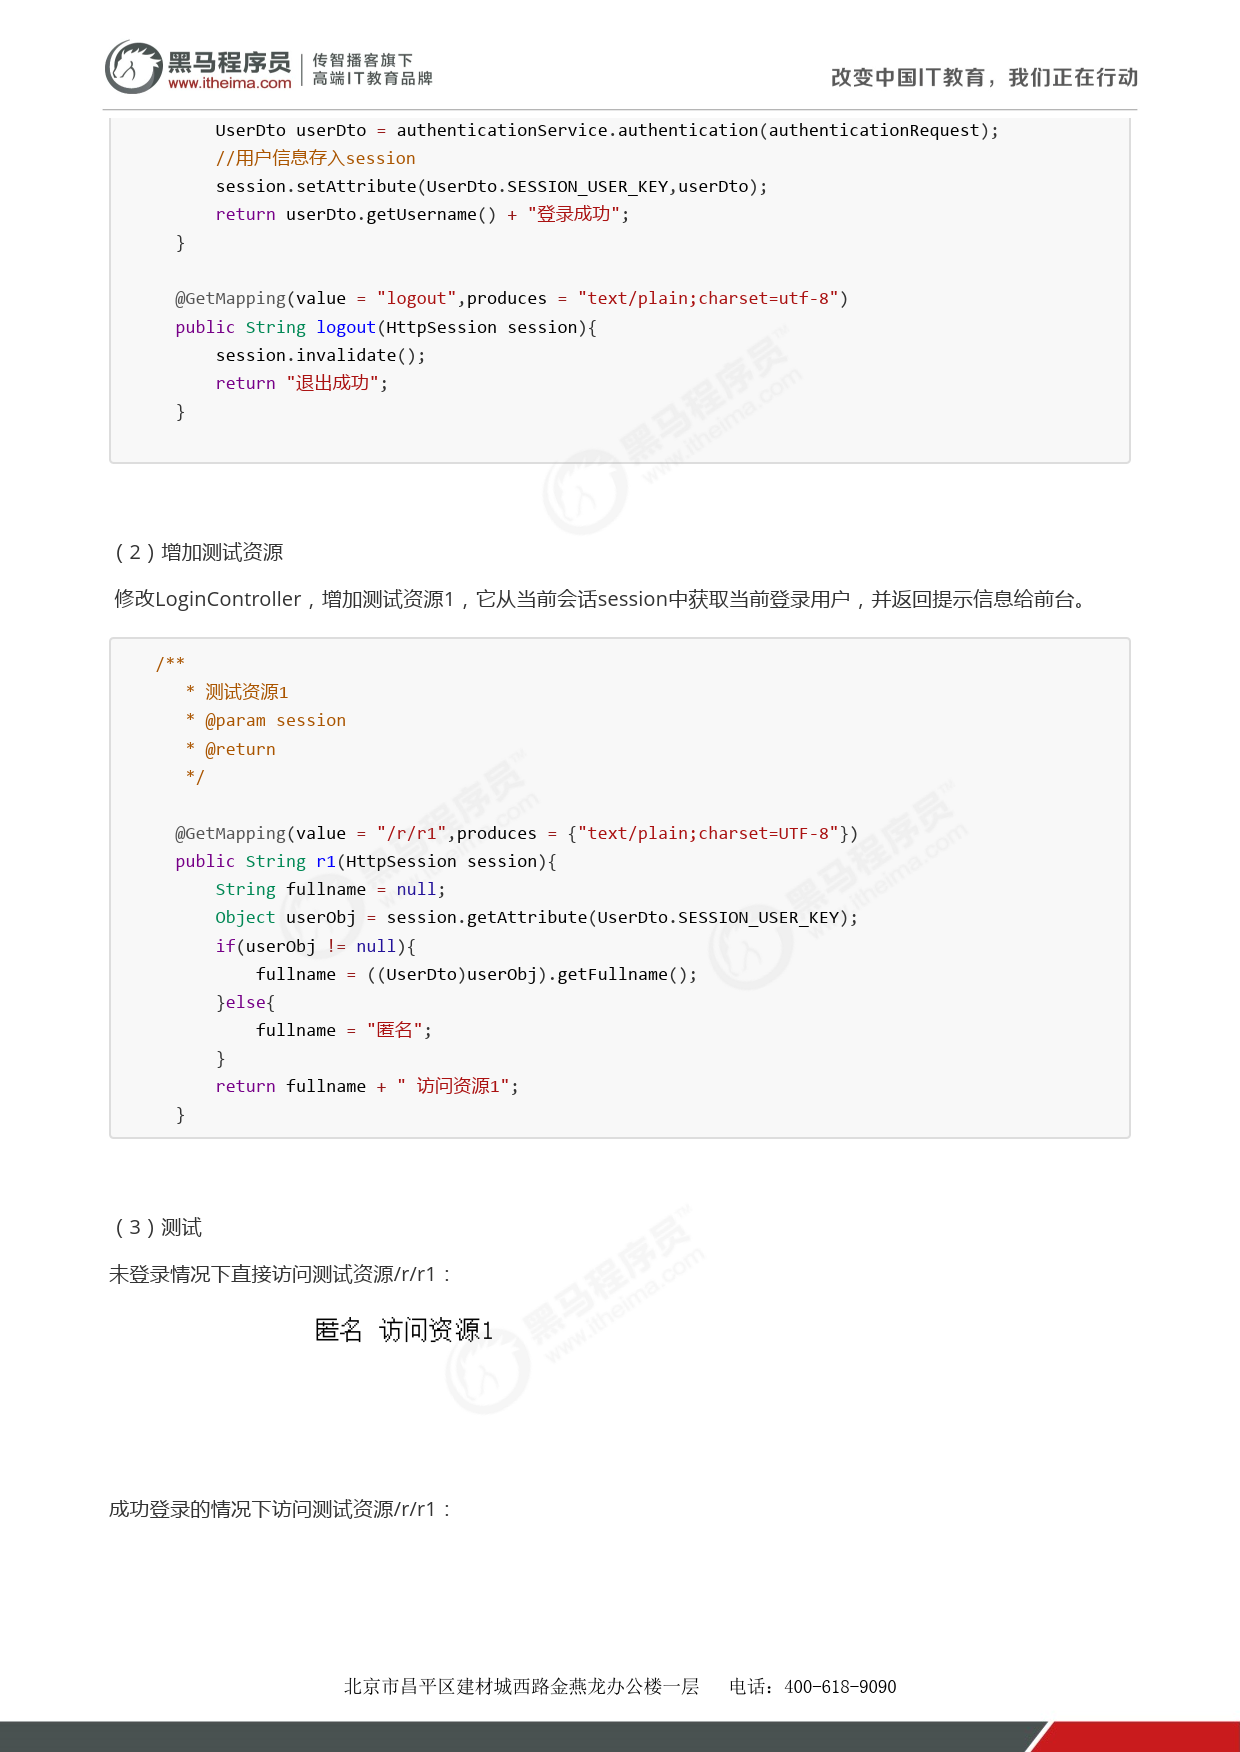 黑马程序员
www.itheima.com
传智播客旗下
高端IT教育品牌
改变中国IT教育，我们正在行动
UserDto userDto = authenticationService.authentication(authenticationRequest);
//用户信息存入session
session.setAttribute(UserDto.SESSION_USER_KEY,userDto);
return userDto.getUsername() + "登录成功";
}
@GetMapping(value = "logout",produces = "text/plain;charset=utf-8")
public String logout(HttpSession session){
session.invalidate();
return "退出成功";
}
（2）增加测试资源
修改LoginController，增加测试资源1，它从当前会话session中获取当前登录用户，并返回提示信息给前台。
/**
* 测试资源1
* @param session
* @return
*/
@GetMapping(value = "/r/r1",produces = {"text/plain;charset=UTF-8"})
public String r1(HttpSession session){
String fullname = null;
Object userObj = session.getAttribute(UserDto.SESSION_USER_KEY);
if(userObj != null){
fullname = ((UserDto)userObj).getFullname();
}else{
fullname = "匿名";
}
return fullname + " 访问资源1";
}
（3）测试
未登录情况下直接访问测试资源/r/r1：
匿名 访问资源1
成功登录的情况下访问测试资源/r/r1：
北京市昌平区建材城西路金燕龙办公楼一层 电话：400-618-9090